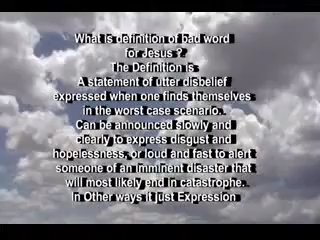 What is definition of bad word
for Jesus ?
The Definition is:
A statement of utter disbelief
expressed when one finds themselves
in the worst case scenario.
Can be announced slowly and
clearly to express disgust and
hopelessness, or loud and fast to alert
someone of an imminent disaster that
will most likely end in catastrophe.
In Other ways it just Expression